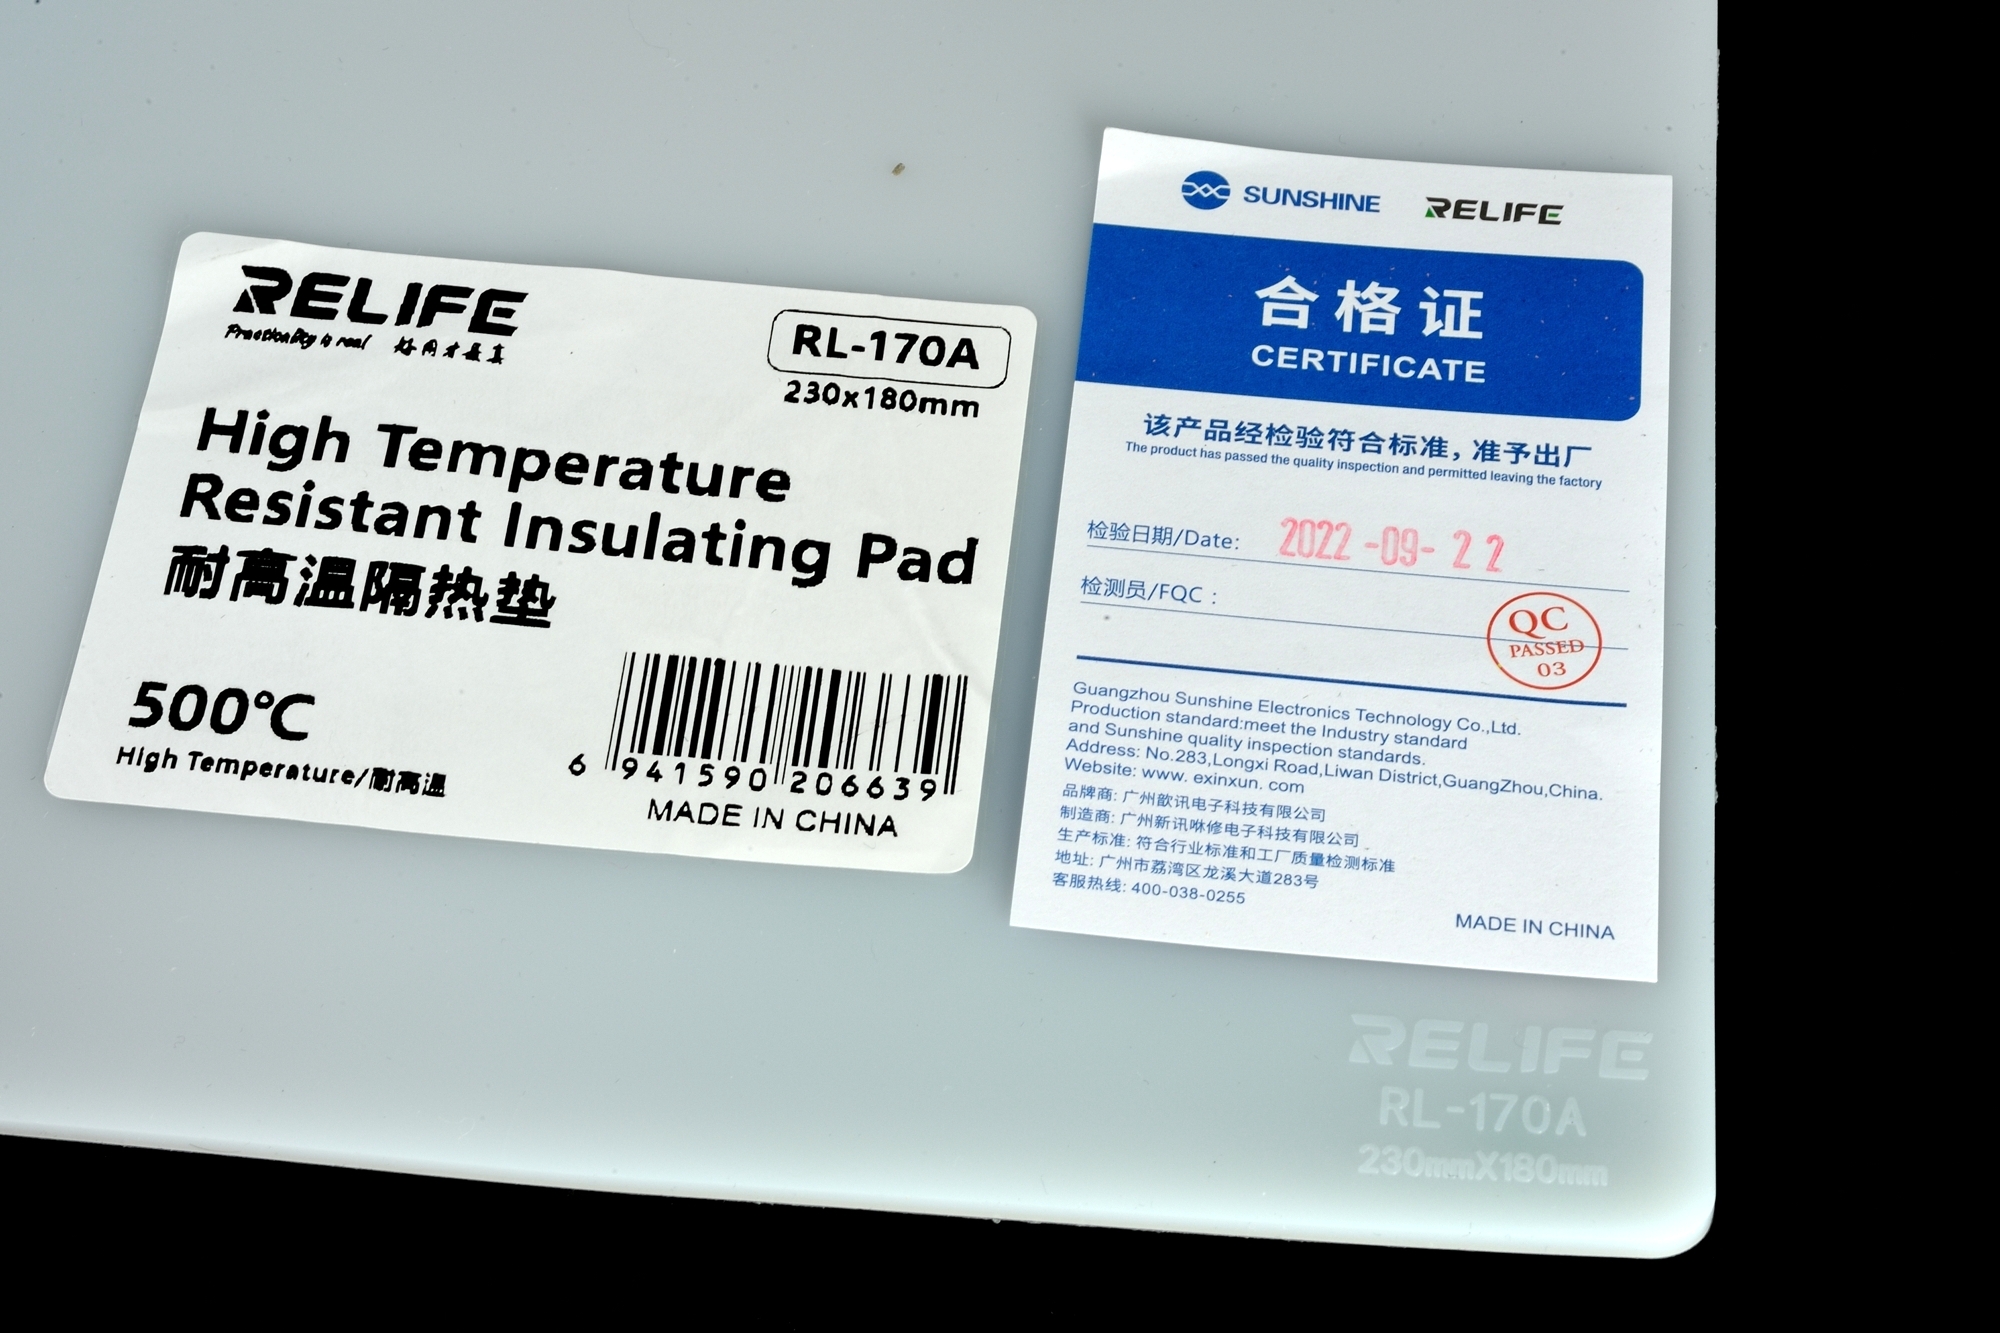 RELIFE
Practicality is real 好用才是真
RL-170A
230x180mm
High Temperature
Resistant Insulating Pad
耐高温隔热垫
500℃
High Temperature/耐高温
6 941590 206639
MADE IN CHINA
SUNSHINE RELIFE
合格证
CERTIFICATE
该产品经检验符合标准，准予出厂
The product has passed the quality inspection and permitted leaving the factory
检验日期/Date: 2022-09-22
检测员/FQC：
QC
PASSED
03
Guangzhou Sunshine Electronics Technology Co.,Ltd.
Production standard:meet the Industry standard
and Sunshine quality inspection standards.
Address: No.283,Longxi Road,Liwan District,GuangZhou,China.
Website: www. exinxun. com
品牌商: 广州歆讯电子科技有限公司
制造商: 广州新讯咻修电子科技有限公司
生产标准: 符合行业标准和工厂质量检测标准
地址: 广州市荔湾区龙溪大道283号
客服热线: 400-038-0255
MADE IN CHINA
RELIFE
RL-170A
230mmX180mm